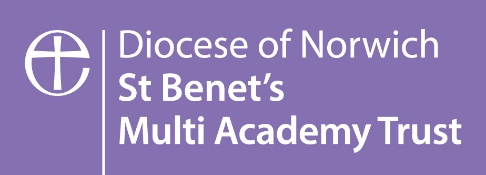 Diocese of Norwich
St Benet's
Multi Academy Trust